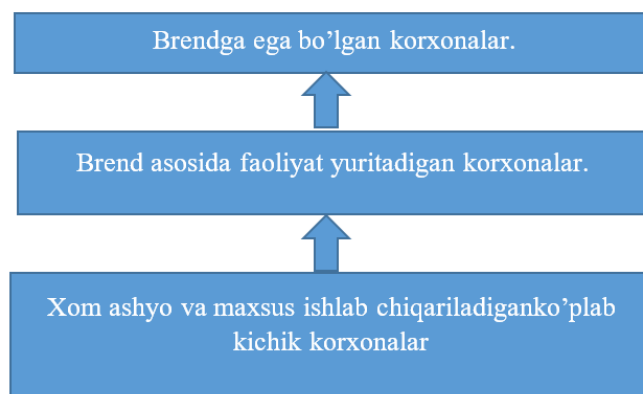 Brendga ega bo’lgan korxonalar.
Brend asosida faoliyat yuritadigan korxonalar.
Xom ashyo va maxsus ishlab chiqariladiganko’plab
kichik korxonalar